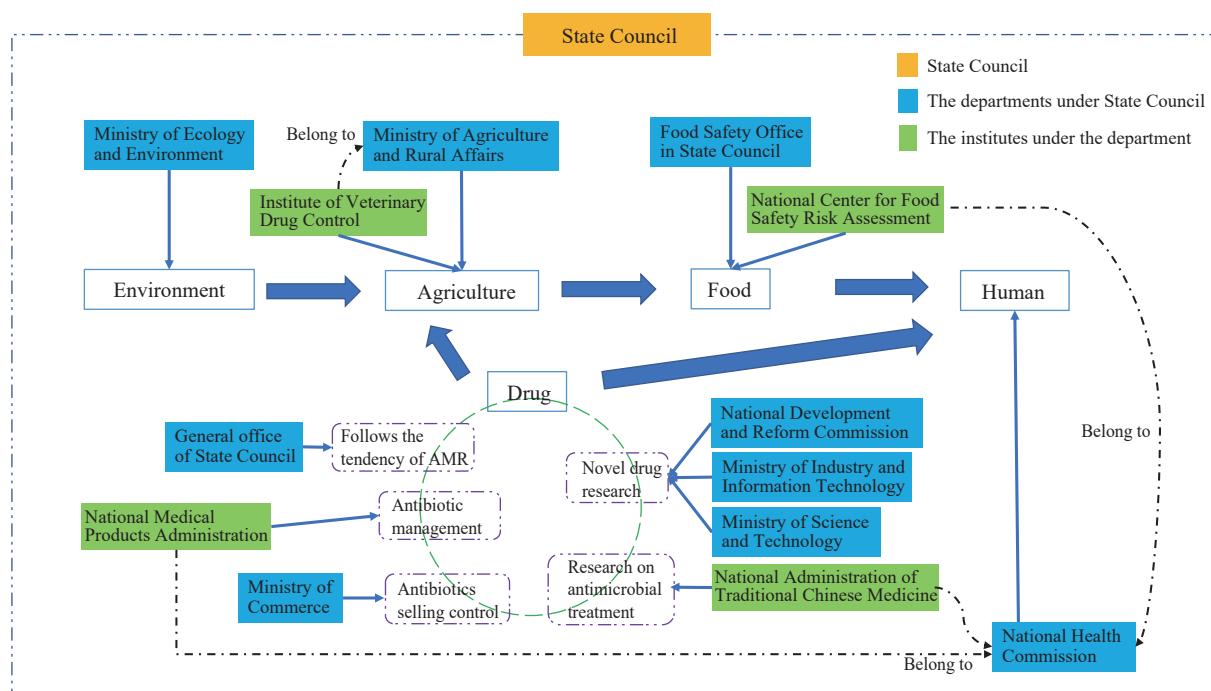 State Council
State Council
The departments under State Council
The institutes under the department
Ministry of Ecology
and Environment
Belong to
Ministry of Agriculture
and Rural Affairs
Food Safety Office
in State Council
Institute of Veterinary
Drug Control
National Center for Food
Safety Risk Assessment
Environment
Agriculture
Food
Human
Drug
General office
of State Council
Follows the
tendency of AMR
National Development
and Reform Commission
Belong to
Novel drug
research
Ministry of Industry and
Information Technology
National Medical
Products Administration
Antibiotic
management
Ministry of Science
and Technology
Ministry of
Commerce
Antibiotics
selling control
Research on
antimicrobial
treatment
National Administration of
Traditional Chinese Medicine
National Health
Commission
Belong to